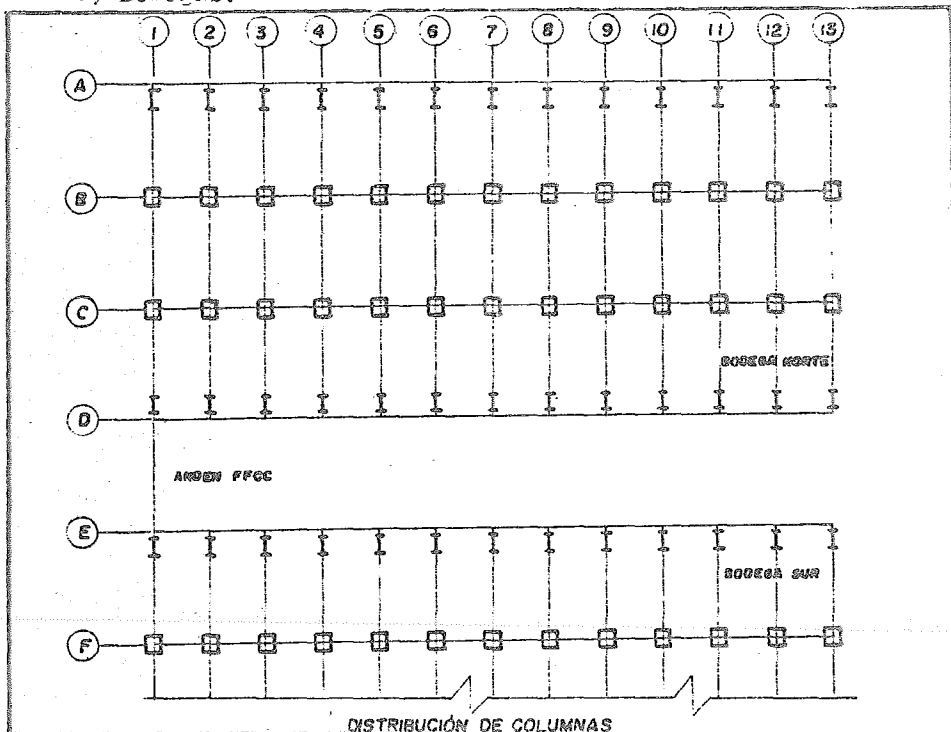 1 2 3 4 5 6 7 8 9 10 11 12 13
A
B
C
BODEGA NORTE
D
ANDEN FFCC
E
BODEGA SUR
F
DISTRIBUCIÓN DE COLUMNAS